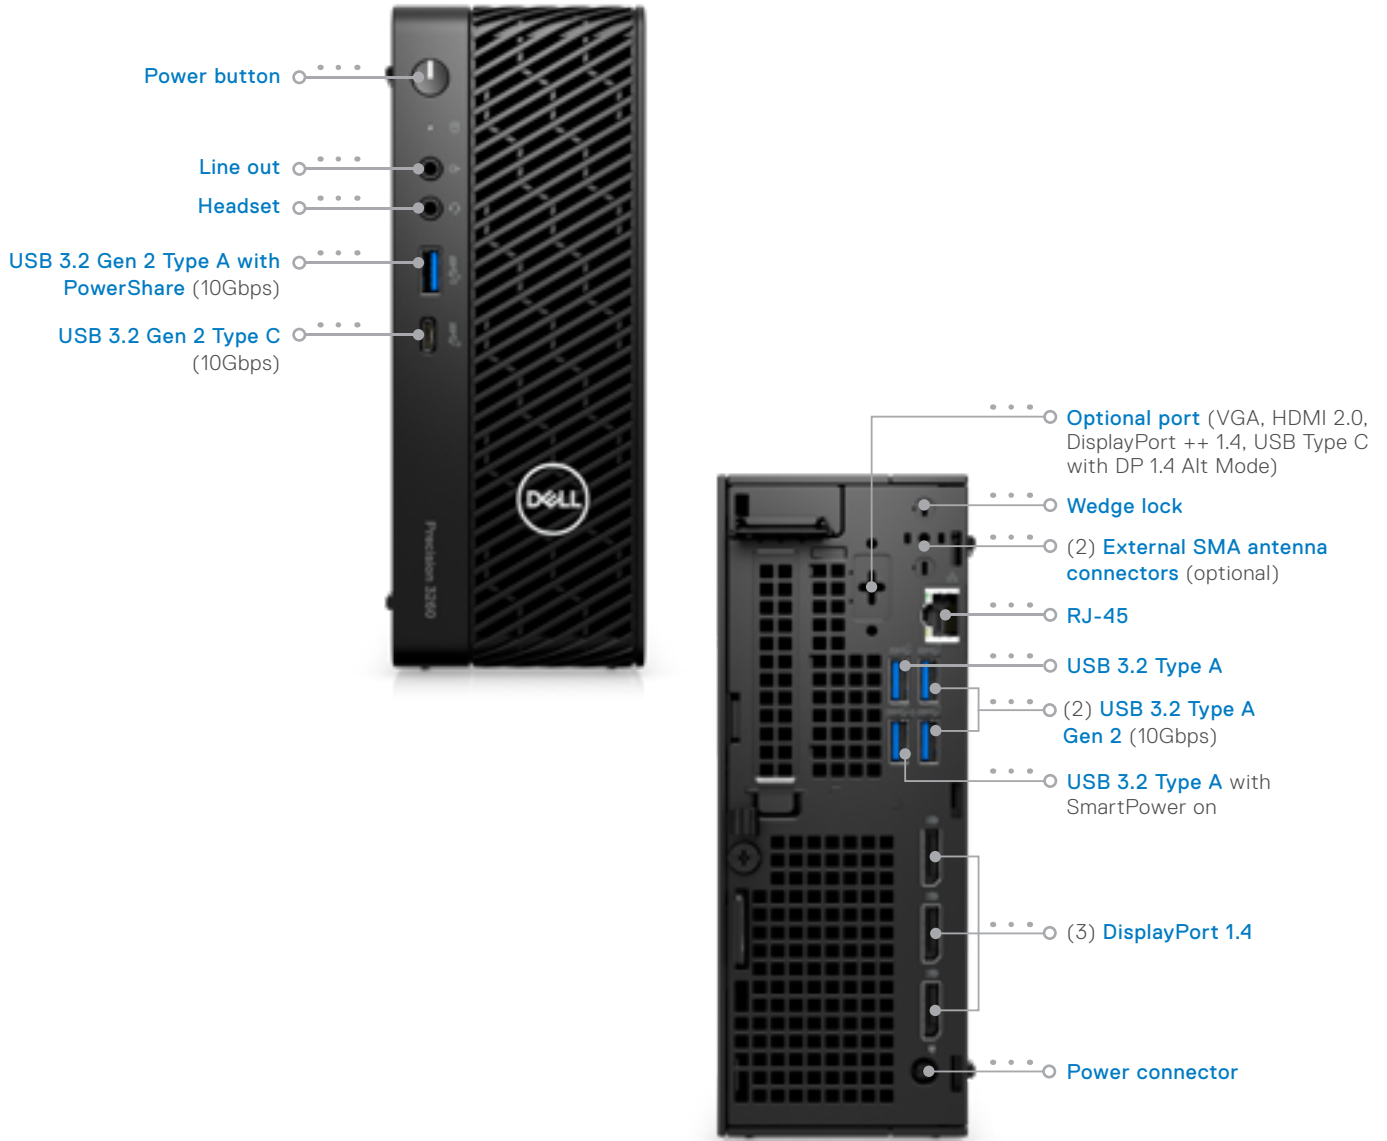 Power button
Line out
Headset
USB 3.2 Gen 2 Type A with
PowerShare (10Gbps)
USB 3.2 Gen 2 Type C
(10Gbps)
DELL
Precision 3260
Optional port (VGA, HDMI 2.0,
DisplayPort ++ 1.4, USB Type C
with DP 1.4 Alt Mode)
Wedge lock
(2) External SMA antenna
connectors (optional)
RJ-45
USB 3.2 Type A
(2) USB 3.2 Type A
Gen 2 (10Gbps)
USB 3.2 Type A with
SmartPower on
(3) DisplayPort 1.4
Power connector